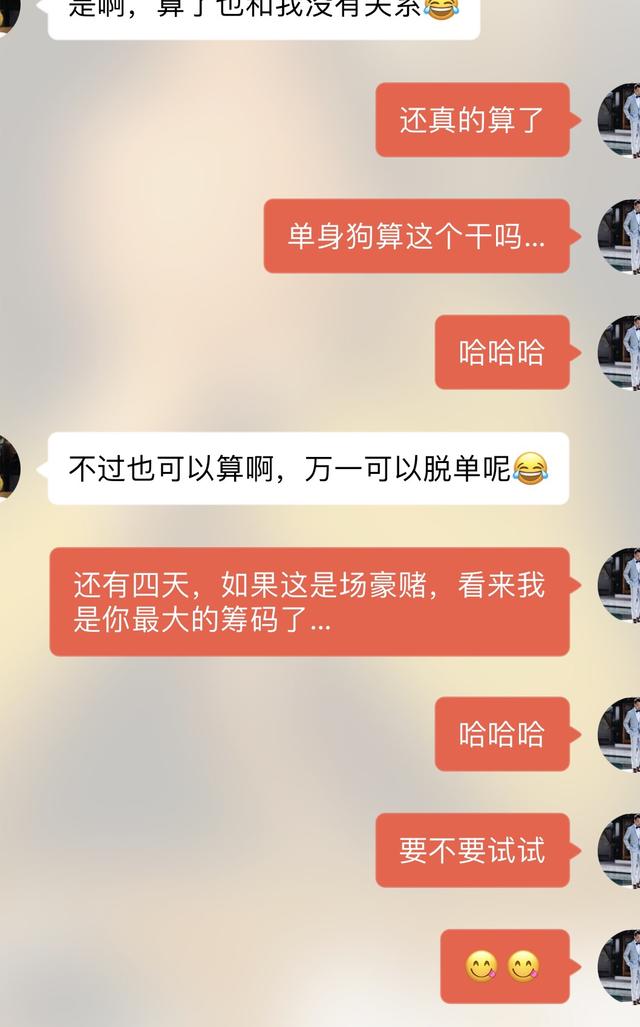 是啊，算了也和我没有关系😂
还真的算了
单身狗算这个干吗...
哈哈哈
不过也可以算啊，万一可以脱单呢😂
还有四天，如果这是场豪赌，看来我
是你最大的筹码了...
哈哈哈
要不要试试
😋😋